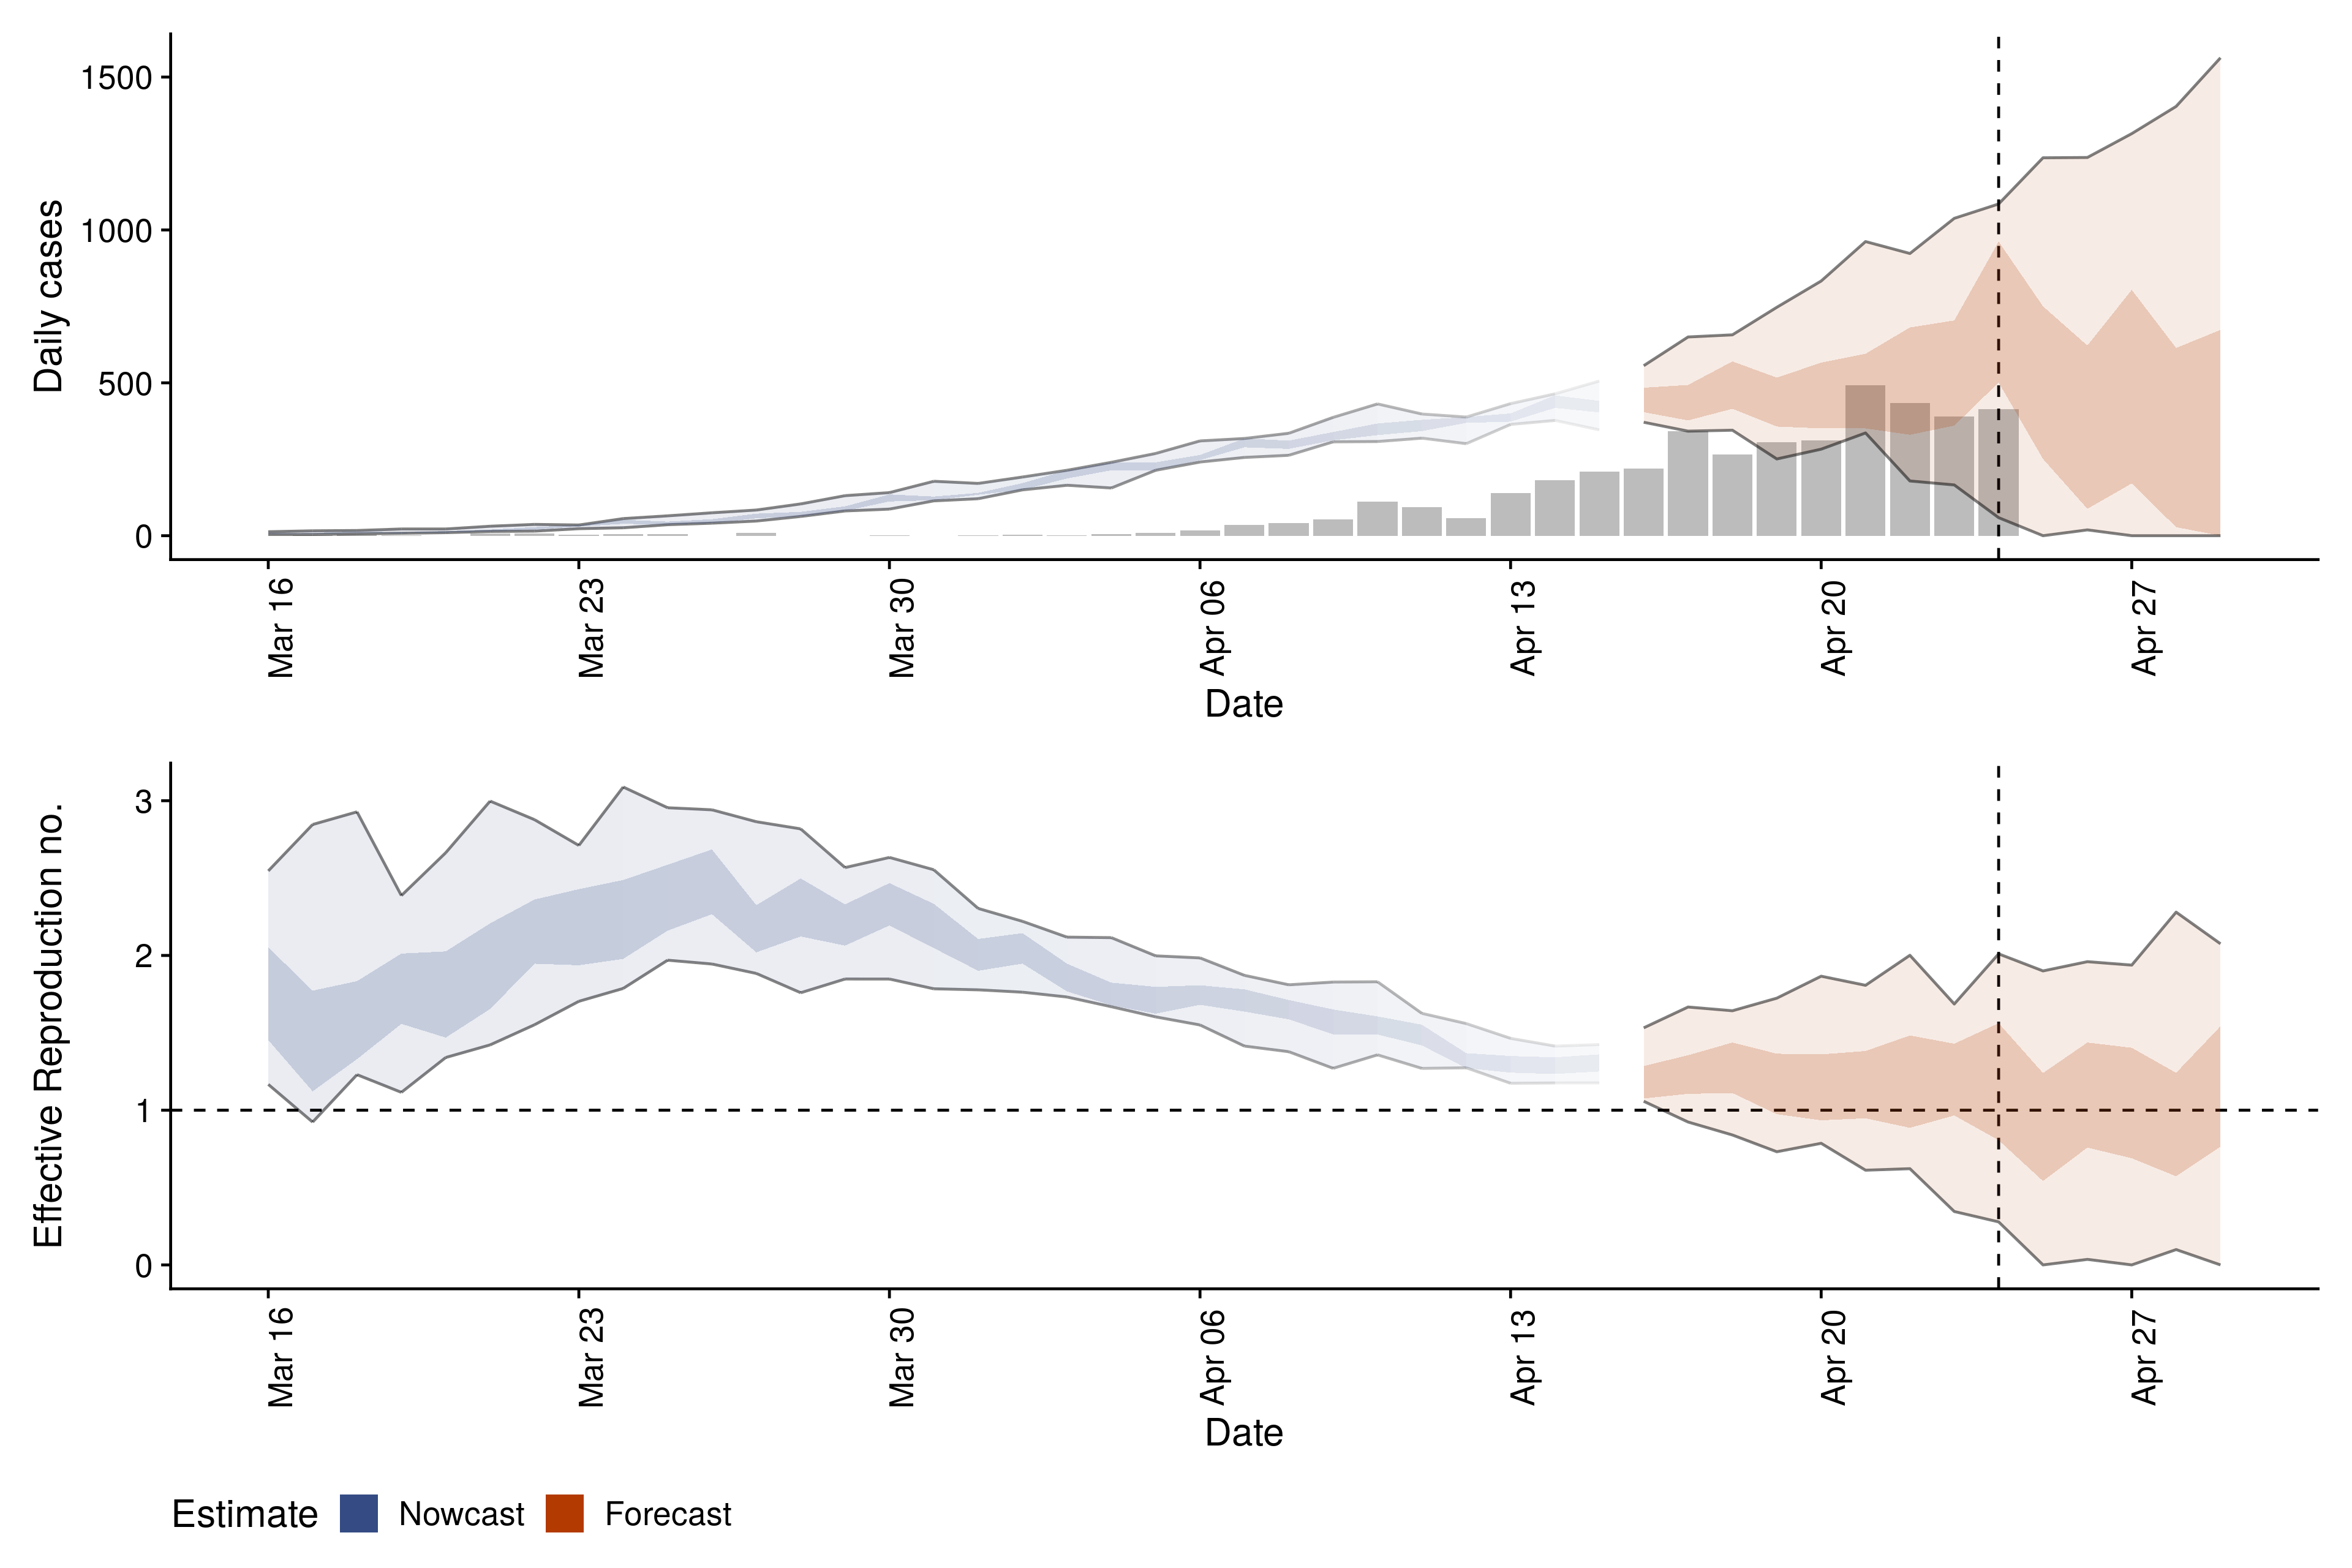 Daily cases
1500
1000
500
0
Mar 16
Mar 23
Mar 30
Apr 06
Apr 13
Apr 20
Apr 27
Date
Effective Reproduction no.
3
2
1
0
Mar 16
Mar 23
Mar 30
Apr 06
Apr 13
Apr 20
Apr 27
Date
Estimate Nowcast Forecast